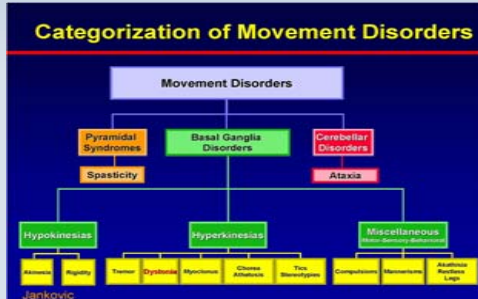 Categorization of Movement Disorders
Movement Disorders
Pyramidal
Syndromes
Basal Ganglia
Disorders
Cerebellar
Disorders
Spasticity
Ataxia
Hypokinesias
Hyperkinesias
Miscellaneous
Motor-Sensory-Behavioral
Akinesia
Rigidity
Tremor
Dystonia
Myoclonus
Chorea
Athetosis
Tics
Stereotypies
Compulsions
Mannerisms
Akathisia
Restless
Legs
Jankovic